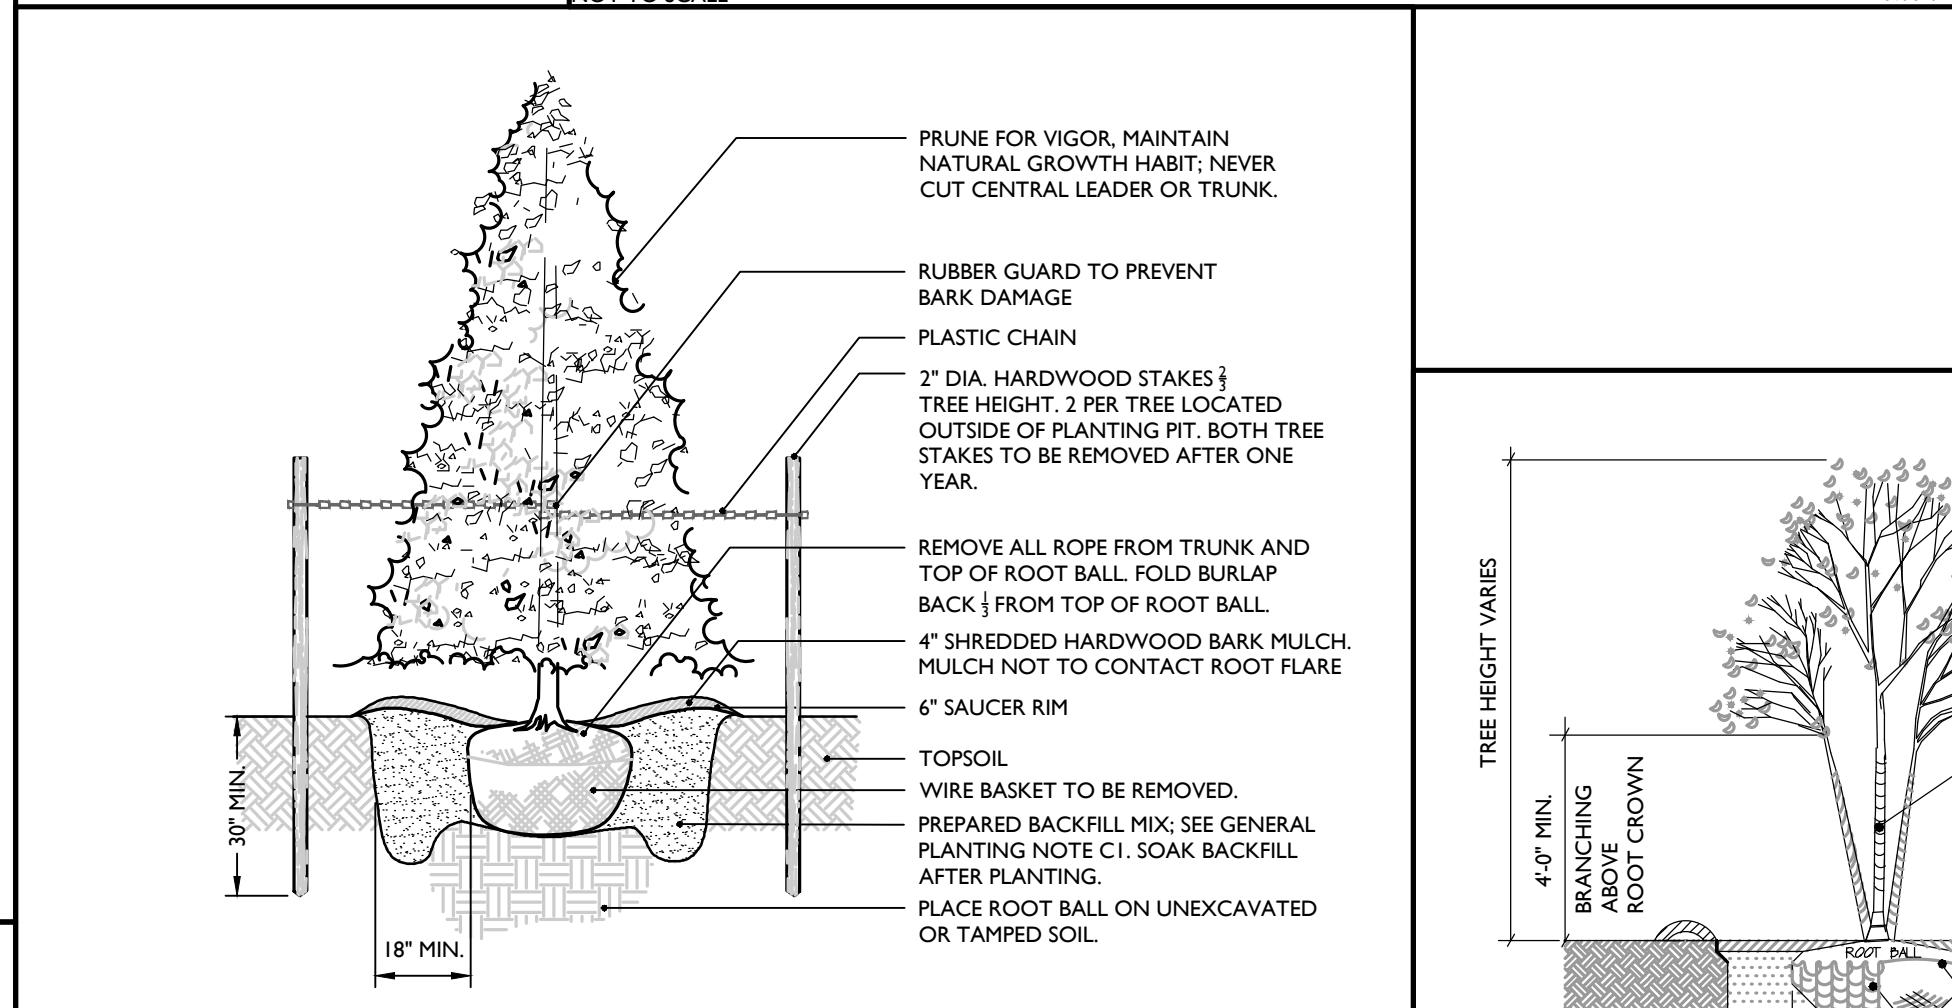 NOT TO SCALE
PRUNE FOR VIGOR, MAINTAIN
NATURAL GROWTH HABIT; NEVER
CUT CENTRAL LEADER OR TRUNK.
RUBBER GUARD TO PREVENT
BARK DAMAGE
PLASTIC CHAIN
2" DIA. HARDWOOD STAKES 2/3
TREE HEIGHT. 2 PER TREE LOCATED
OUTSIDE OF PLANTING PIT. BOTH TREE
STAKES TO BE REMOVED AFTER ONE
YEAR.
REMOVE ALL ROPE FROM TRUNK AND
TOP OF ROOT BALL. FOLD BURLAP
BACK 1/3 FROM TOP OF ROOT BALL.
4" SHREDDED HARDWOOD BARK MULCH.
MULCH NOT TO CONTACT ROOT FLARE
6" SAUCER RIM
TOPSOIL
WIRE BASKET TO BE REMOVED.
PREPARED BACKFILL MIX; SEE GENERAL
PLANTING NOTE C1. SOAK BACKFILL
AFTER PLANTING.
PLACE ROOT BALL ON UNEXCAVATED
OR TAMPED SOIL.
30" MIN.
18" MIN.
TREE HEIGHT VARIES
4'-0" MIN.
BRANCHING
ABOVE
ROOT CROWN
ROOT BALL